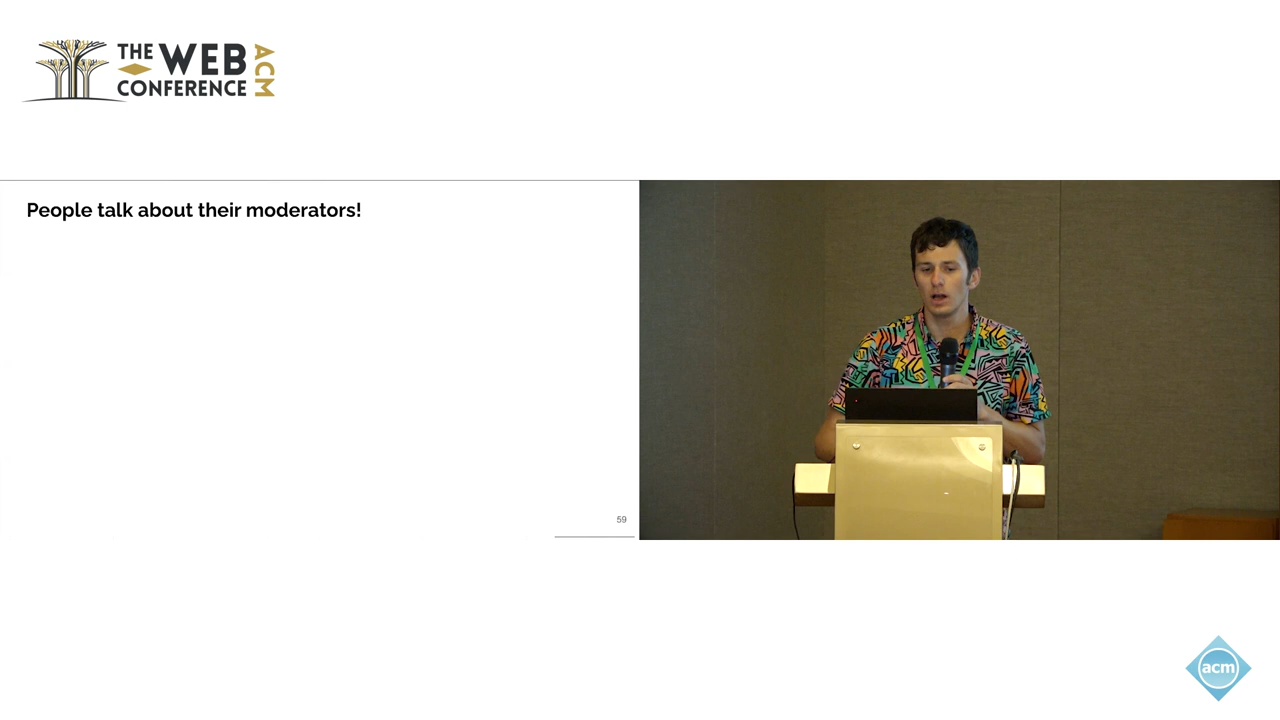 THE WEB
CONFERENCE
ACM
People talk about their moderators!
59
acm